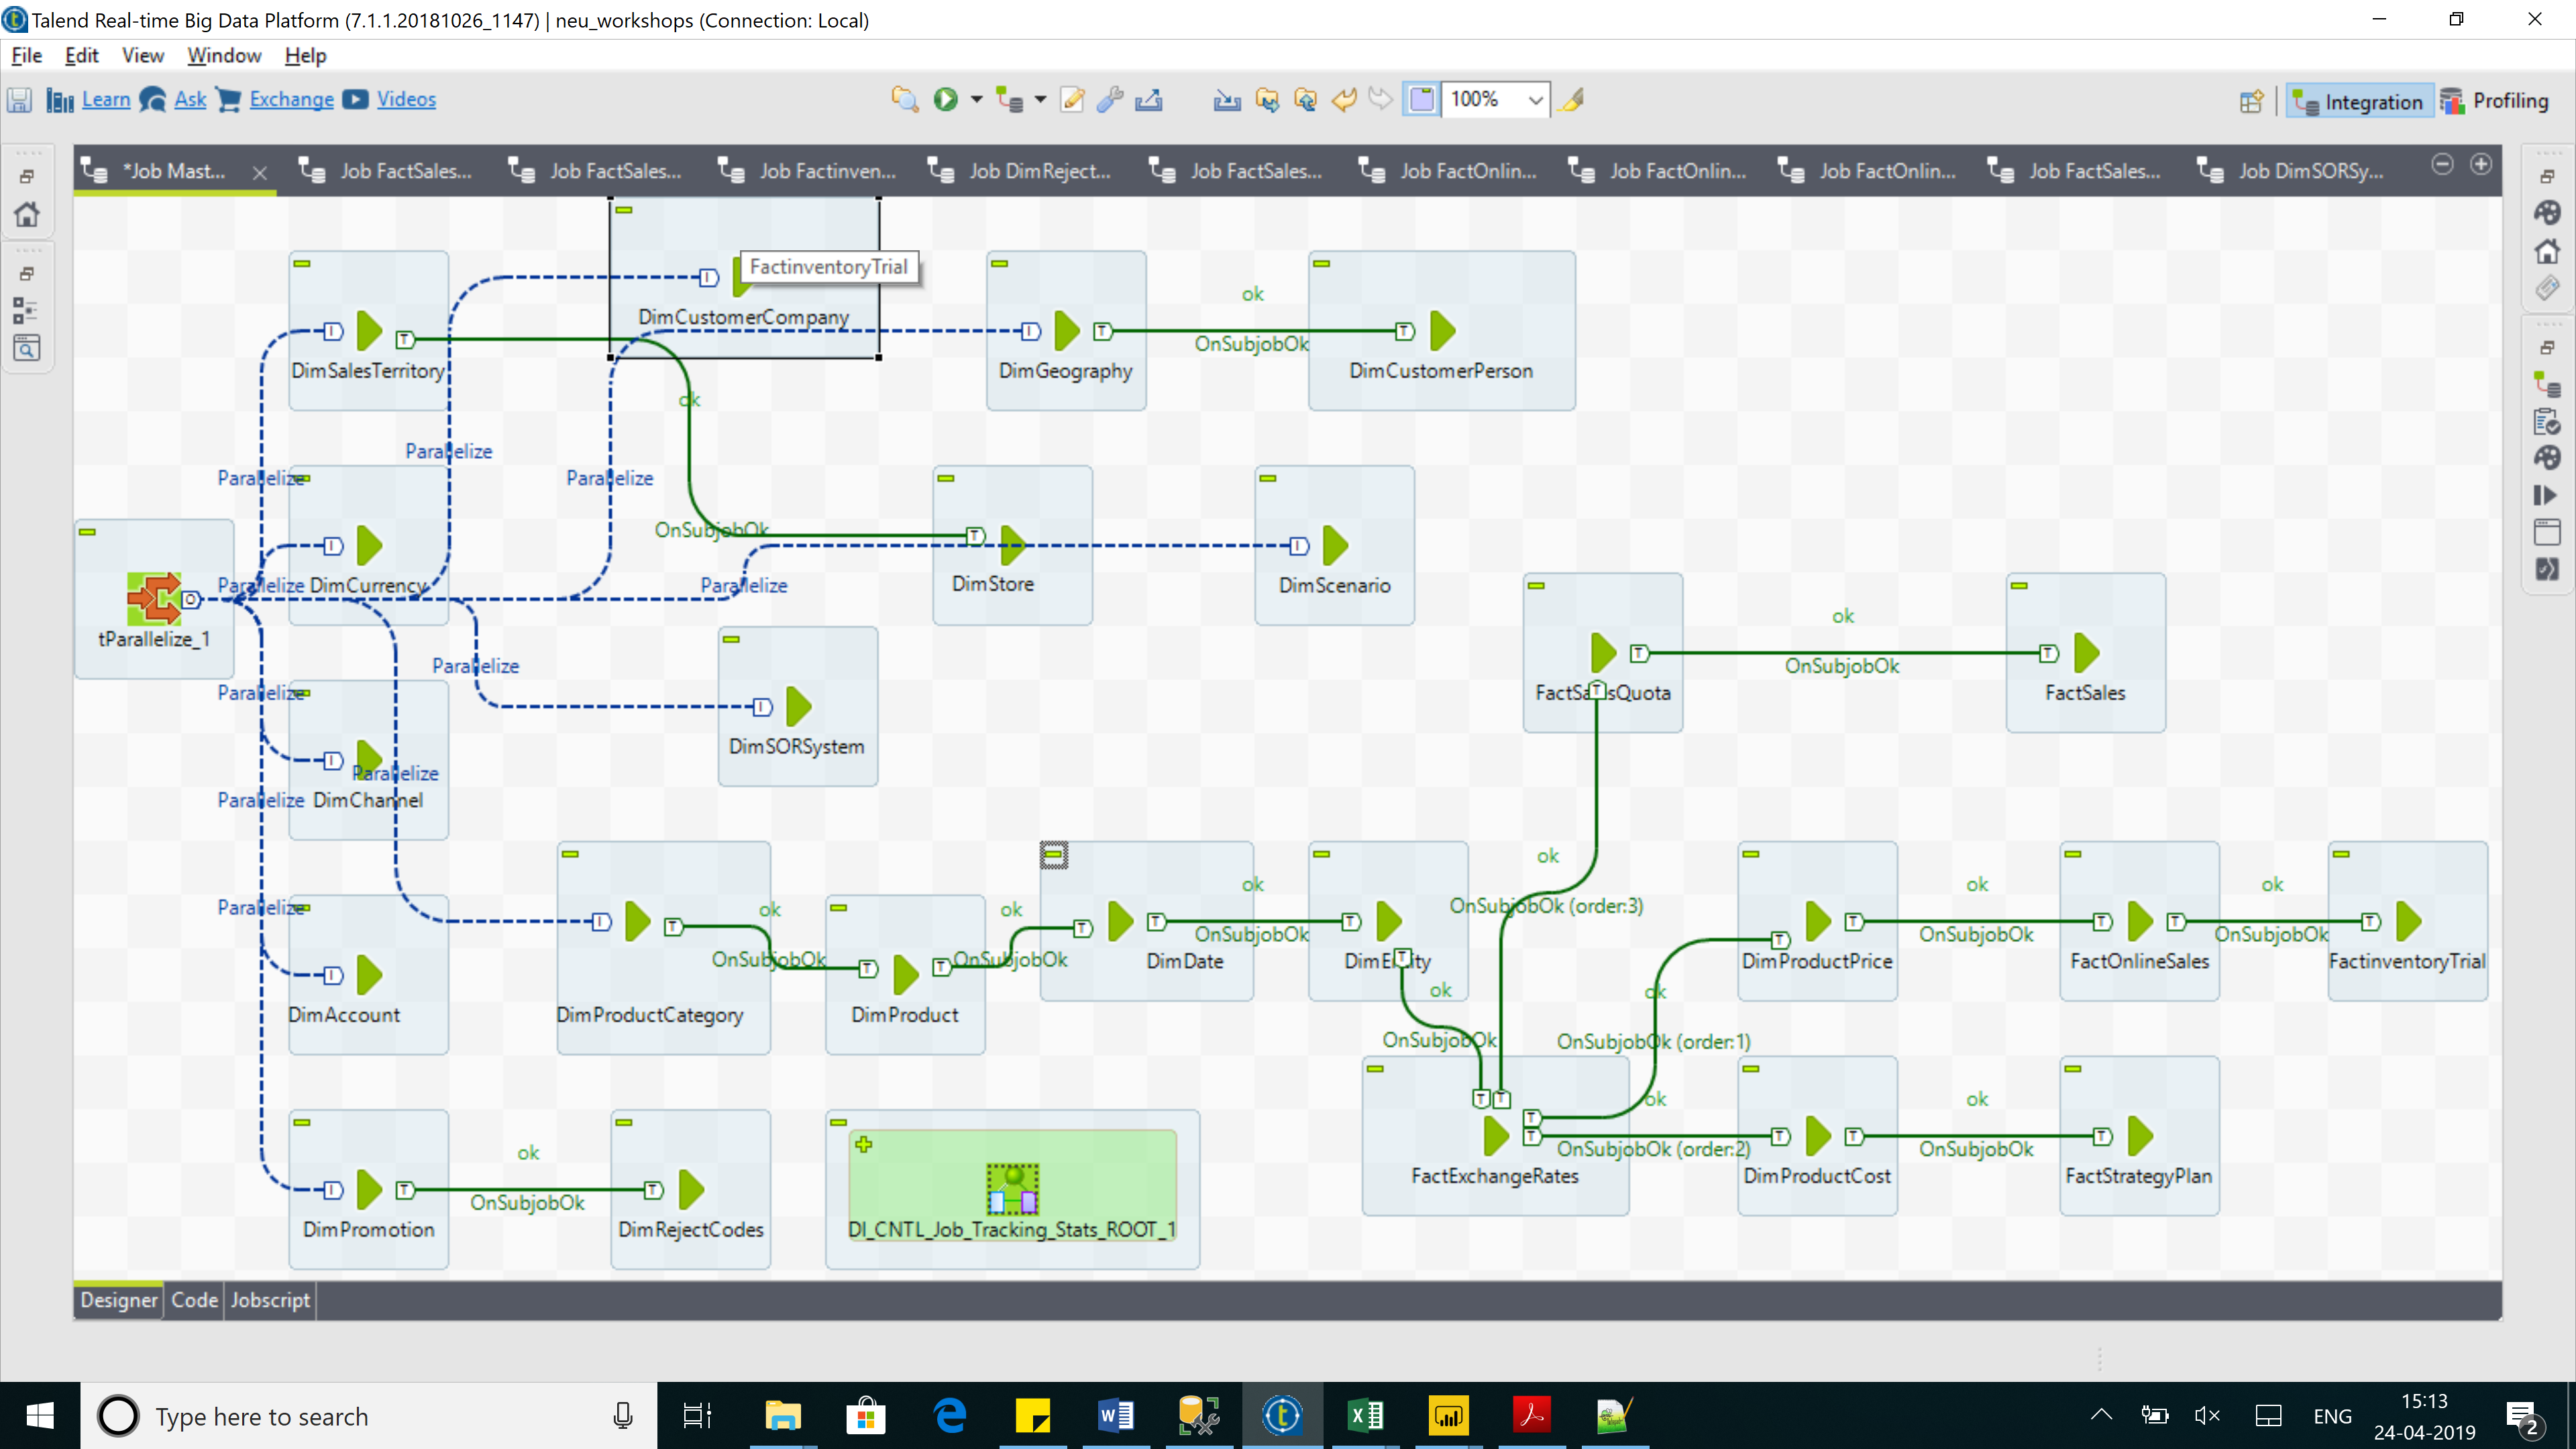 Talend Real-time Big Data Platform (7.1.1.20181026_1147) | neu_workshops (Connection: Local)
File Edit View Window Help
Learn Ask Exchange Videos 100% Integration Profiling
*Job Mast... Job FactSales... Job FactSales... Job Factinven... Job DimReject... Job FactSales... Job FactOnlin... Job FactOnlin... Job FactOnlin... Job FactSales... Job DimSORSy...
FactinventoryTrial
ok
DimCustomerCompany
OnSubjobOk
DimSalesTerritory DimGeography DimCustomerPerson
ok
Parallelize
Parallelize Parallelize
OnSubjobOk
Parallelize DimCurrency Parallelize DimStore DimScenario
ok
tParallelize_1
Parallelize OnSubjobOk
Parallelize FactSalesQuota FactSales
DimSORSystem
Parallelize
Parallelize DimChannel
ok
ok ok ok
Parallelize ok ok OnSubjobOk (order:3)
OnSubjobOk OnSubjobOk OnSubjobOk
OnSubjobOk OnSubjobOk DimDate DimEntity DimProductPrice FactOnlineSales FactinventoryTrial
ok ok
DimAccount DimProductCategory DimProduct
OnSubjobOk OnSubjobOk (order:1)
ok ok
ok OnSubjobOk (order:2) OnSubjobOk
FactExchangeRates DimProductCost FactStrategyPlan
OnSubjobOk
DimPromotion DimRejectCodes DI_CNTL_Job_Tracking_Stats_ROOT_1
Designer Code Jobscript
Type here to search
ENG
15:13
24-04-2019
2